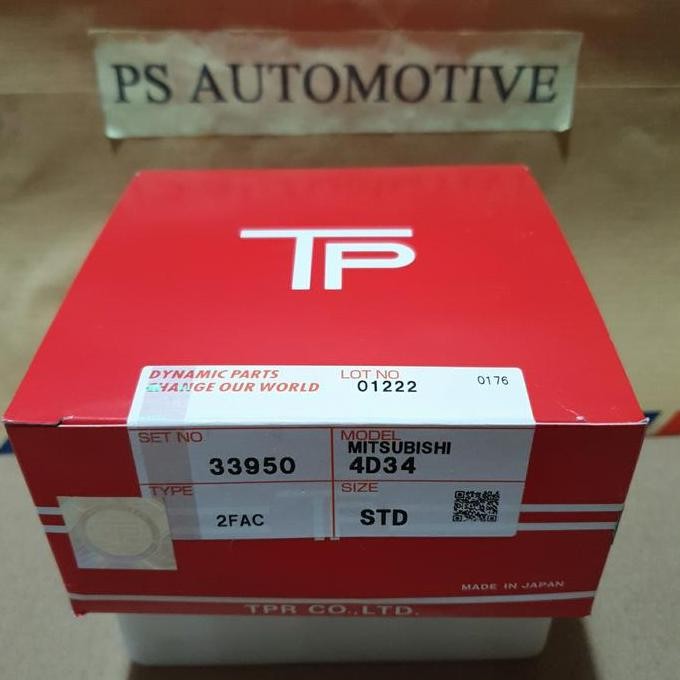 PS AUTOMOTIVE
TP
DYNAMIC PARTS
CHANGE OUR WORLD
LOT NO
01222
0176
SET NO
33950
MODEL
MITSUBISHI
4D34
TYPE
2FAC
SIZE
STD
MADE IN JAPAN
TPR CO.,LTD.